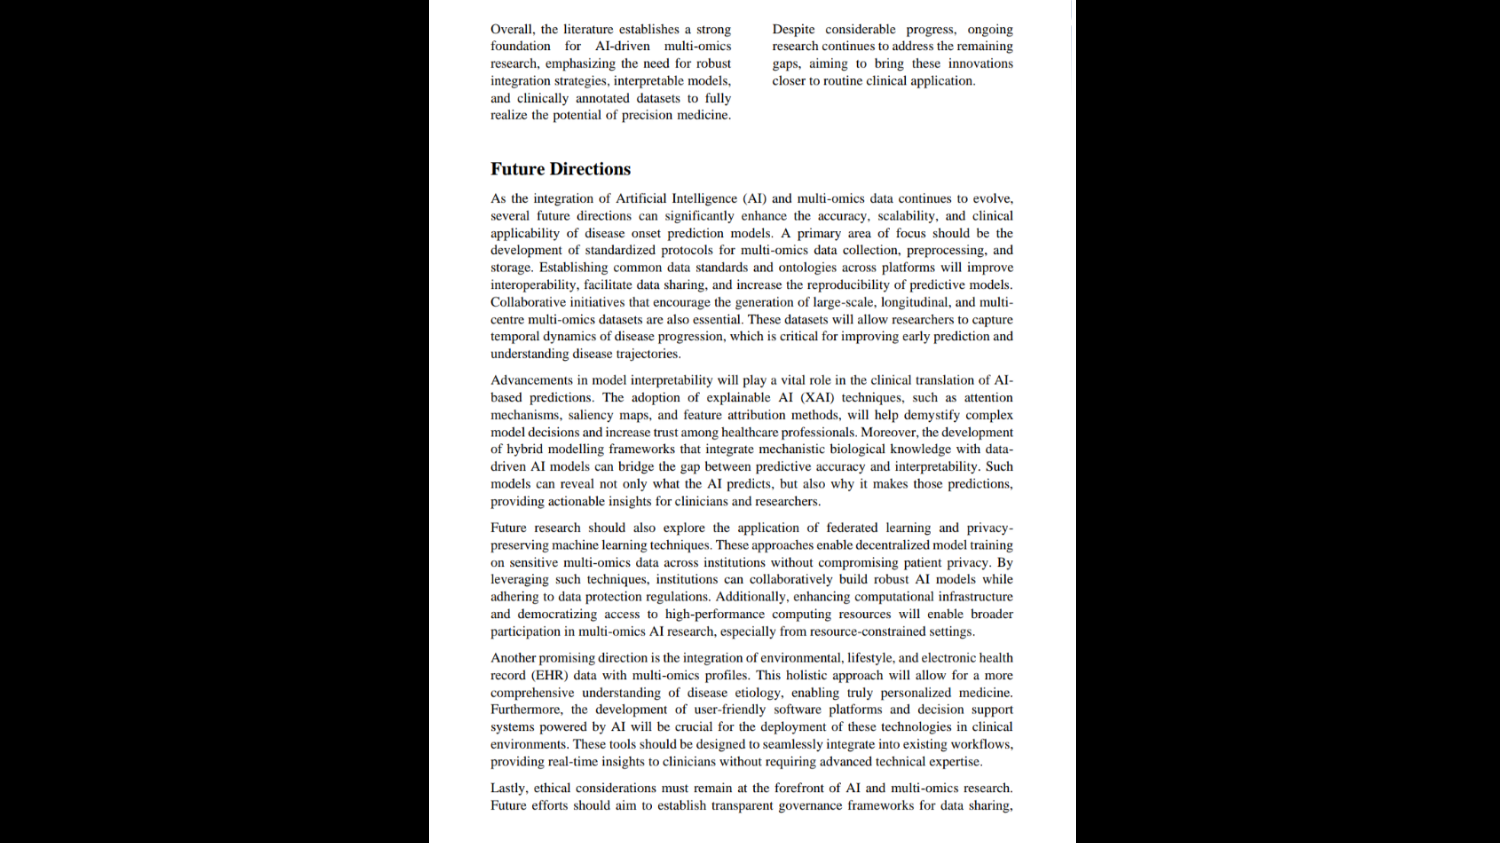 Overall, the literature establishes a strong
foundation for AI-driven multi-omics
research, emphasizing the need for robust
integration strategies, interpretable models,
and clinically annotated datasets to fully
realize the potential of precision medicine.
Despite considerable progress, ongoing
research continues to address the remaining
gaps, aiming to bring these innovations
closer to routine clinical application.
Future Directions
As the integration of Artificial Intelligence (AI) and multi-omics data continues to evolve,
several future directions can significantly enhance the accuracy, scalability, and clinical
applicability of disease onset prediction models. A primary area of focus should be the
development of standardized protocols for multi-omics data collection, preprocessing, and
storage. Establishing common data standards and ontologies across platforms will improve
interoperability, facilitate data sharing, and increase the reproducibility of predictive models.
Collaborative initiatives that encourage the generation of large-scale, longitudinal, and multi-
centre multi-omics datasets are also essential. These datasets will allow researchers to capture
temporal dynamics of disease progression, which is critical for improving early prediction and
understanding disease trajectories.
Advancements in model interpretability will play a vital role in the clinical translation of AI-
based predictions. The adoption of explainable AI (XAI) techniques, such as attention
mechanisms, saliency maps, and feature attribution methods, will help demystify complex
model decisions and increase trust among healthcare professionals. Moreover, the development
of hybrid modelling frameworks that integrate mechanistic biological knowledge with data-
driven AI models can bridge the gap between predictive accuracy and interpretability. Such
models can reveal not only what the AI predicts, but also why it makes those predictions,
providing actionable insights for clinicians and researchers.
Future research should also explore the application of federated learning and privacy-
preserving machine learning techniques. These approaches enable decentralized model training
on sensitive multi-omics data across institutions without compromising patient privacy. By
leveraging such techniques, institutions can collaboratively build robust AI models while
adhering to data protection regulations. Additionally, enhancing computational infrastructure
and democratizing access to high-performance computing resources will enable broader
participation in multi-omics AI research, especially from resource-constrained settings.
Another promising direction is the integration of environmental, lifestyle, and electronic health
record (EHR) data with multi-omics profiles. This holistic approach will allow for a more
comprehensive understanding of disease etiology, enabling truly personalized medicine.
Furthermore, the development of user-friendly software platforms and decision support
systems powered by AI will be crucial for the deployment of these technologies in clinical
environments. These tools should be designed to seamlessly integrate into existing workflows,
providing real-time insights to clinicians without requiring advanced technical expertise.
Lastly, ethical considerations must remain at the forefront of AI and multi-omics research.
Future efforts should aim to establish transparent governance frameworks for data sharing,